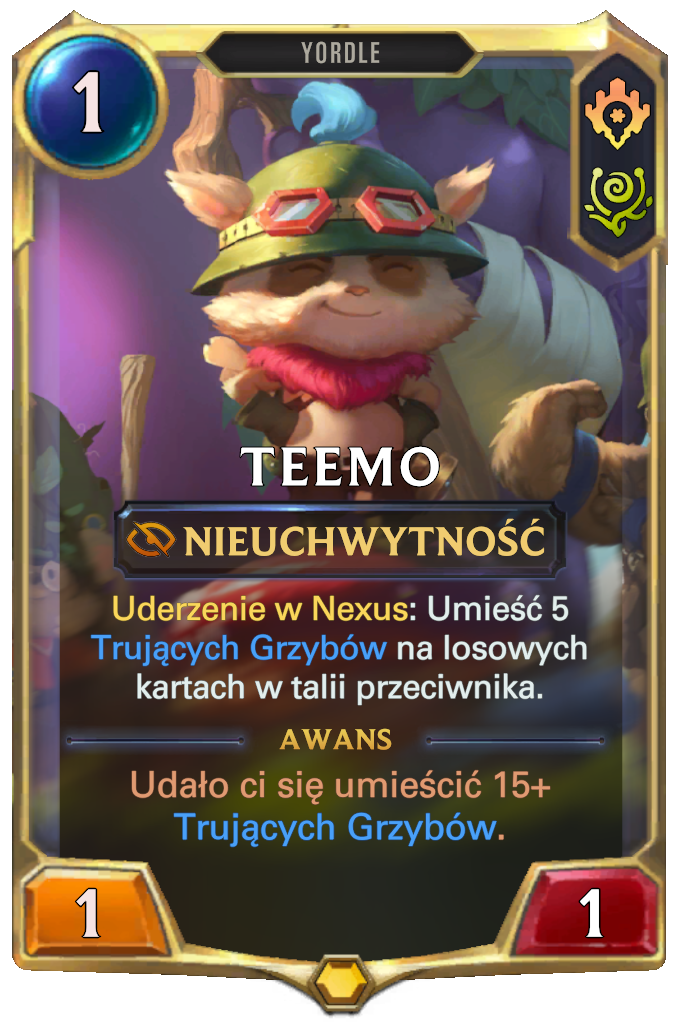 YORDLE
1
TEEMO
NIEUCHWYTNOŚĆ
Uderzenie w Nexus: Umieść 5
Trujących Grzybów na losowych
kartach w talii przeciwnika.
AWANS
Udało ci się umieścić 15+
Trujących Grzybów.
1
1